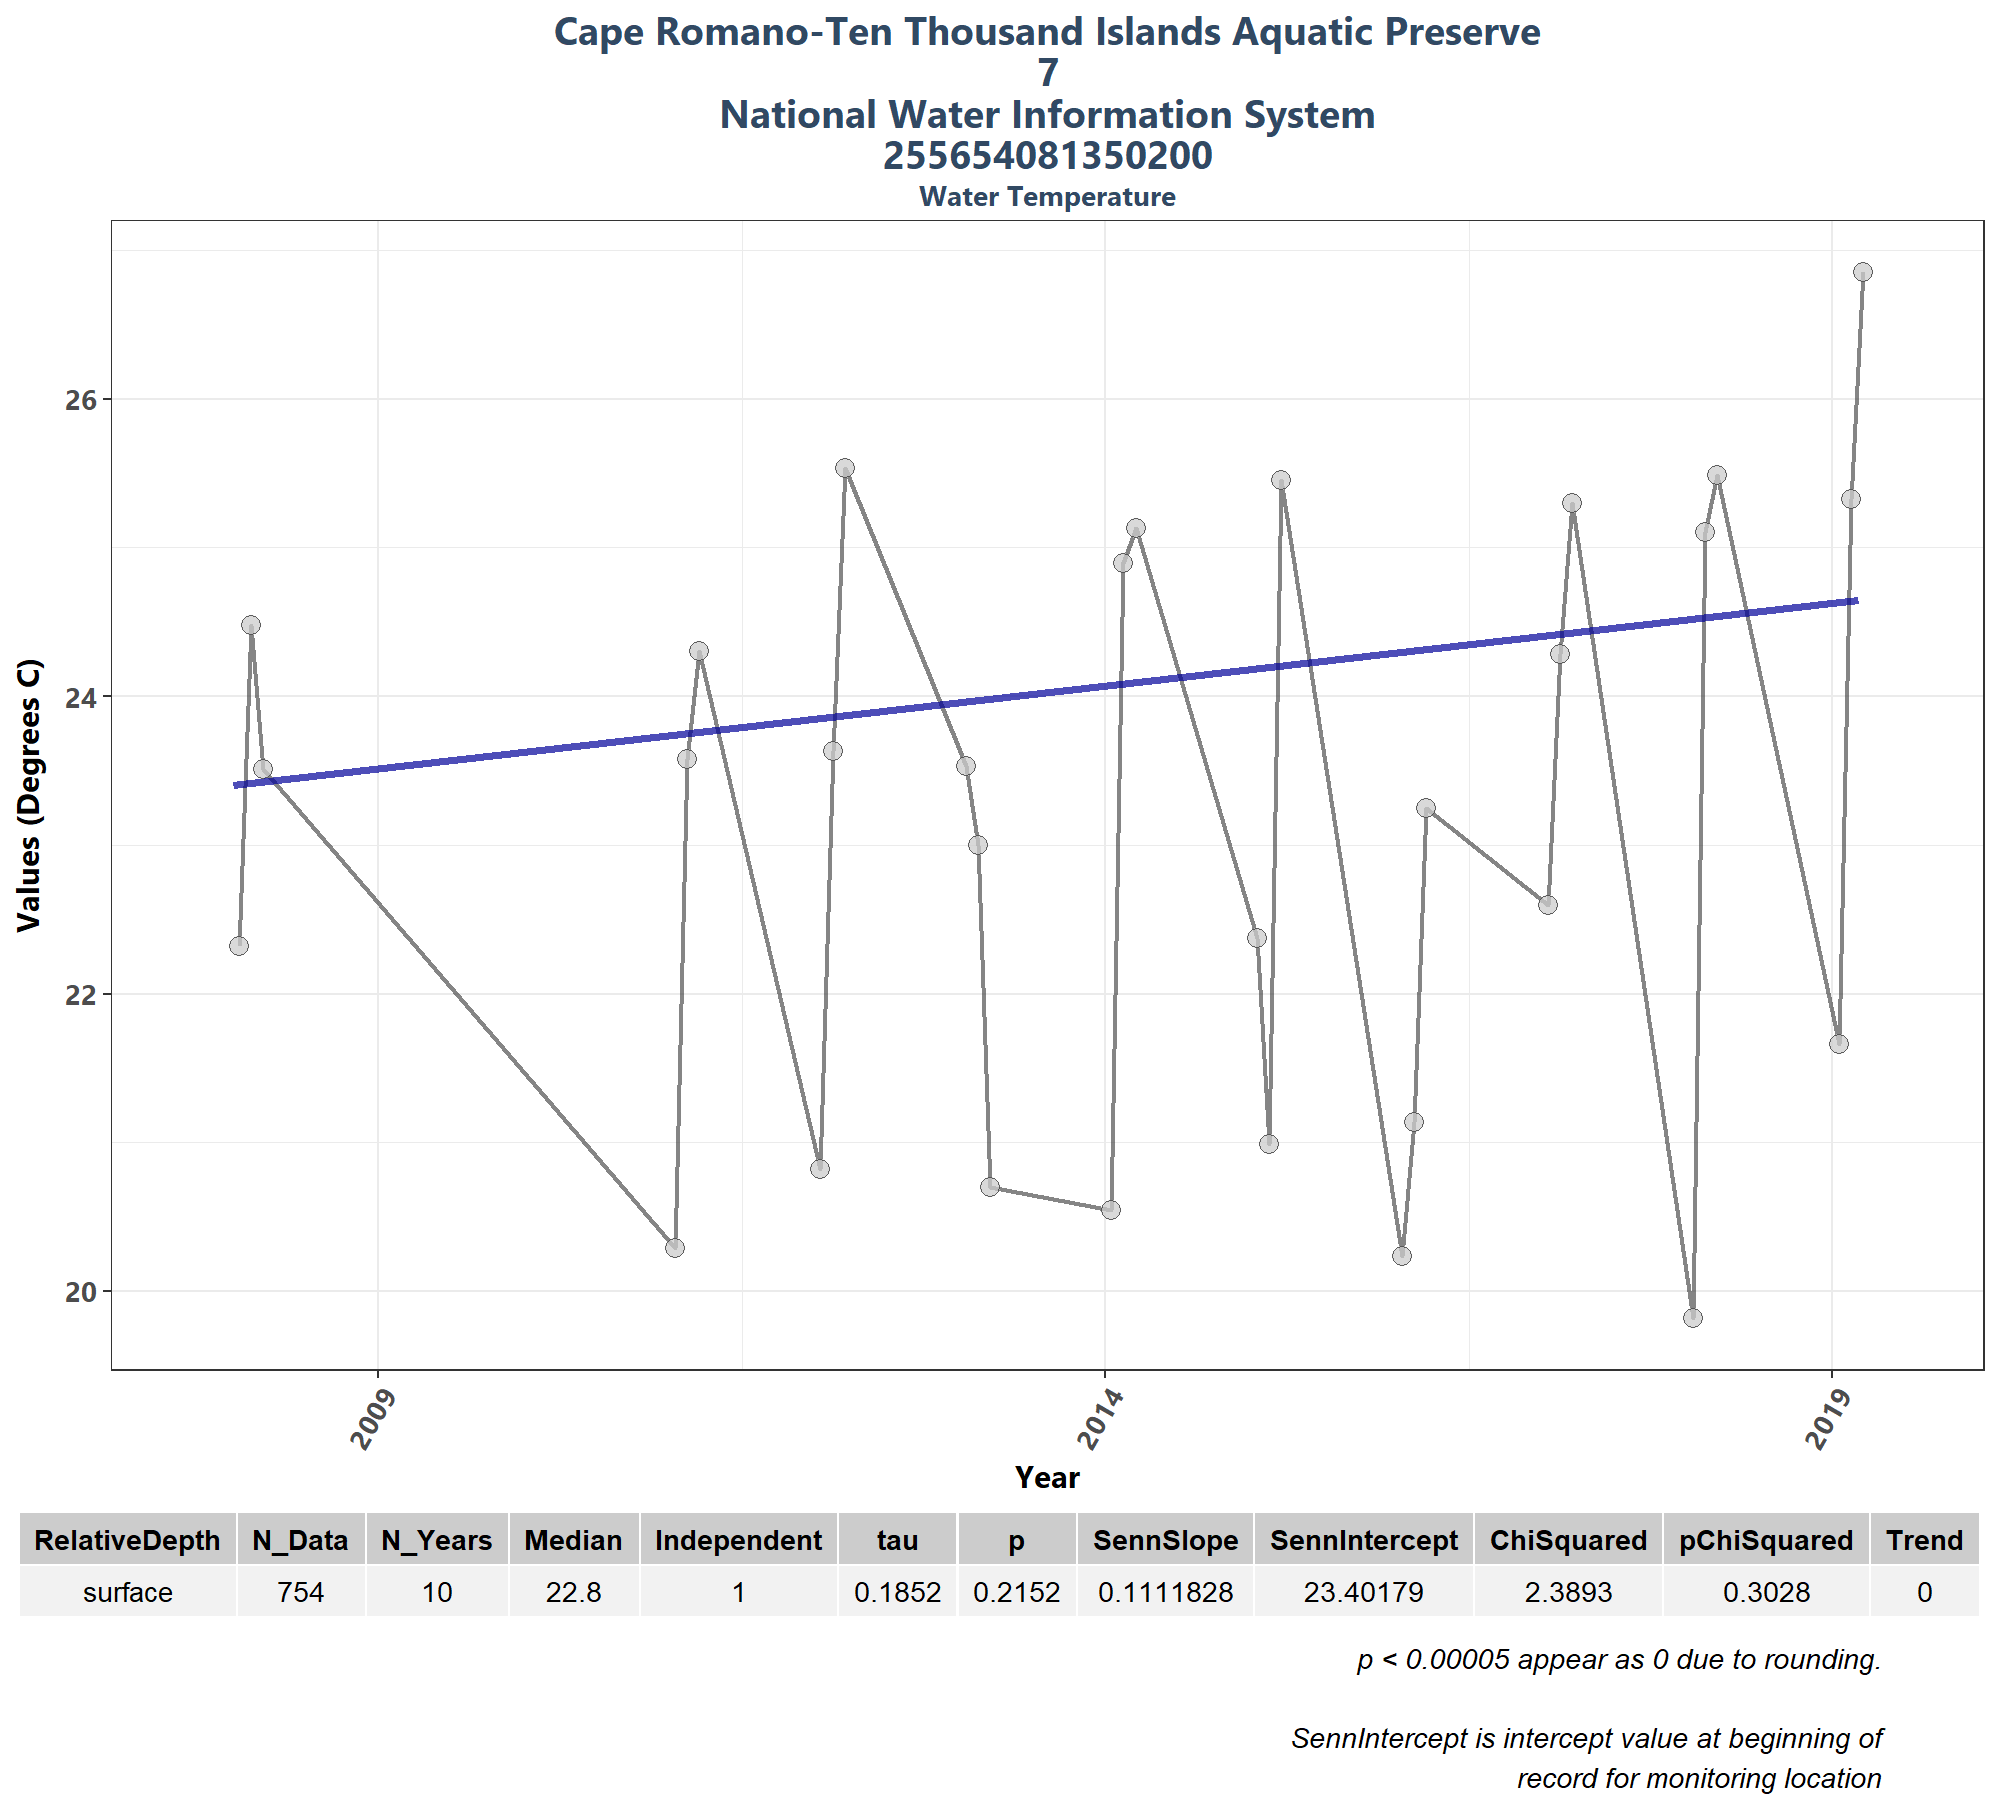 Cape Romano-Ten Thousand Islands Aquatic Preserve
7
National Water Information System
255654081350200
Water Temperature
Values (Degrees C)
26
24
22
20
2009 2014 2019
Year
RelativeDepth N_Data N_Years Median Independent tau p SennSlope SennIntercept ChiSquared pChiSquared Trend
surface 754 10 22.8 1 0.1852 0.2152 0.1111828 23.40179 2.3893 0.3028 0
p < 0.00005 appear as 0 due to rounding.
SennIntercept is intercept value at beginning of
record for monitoring location